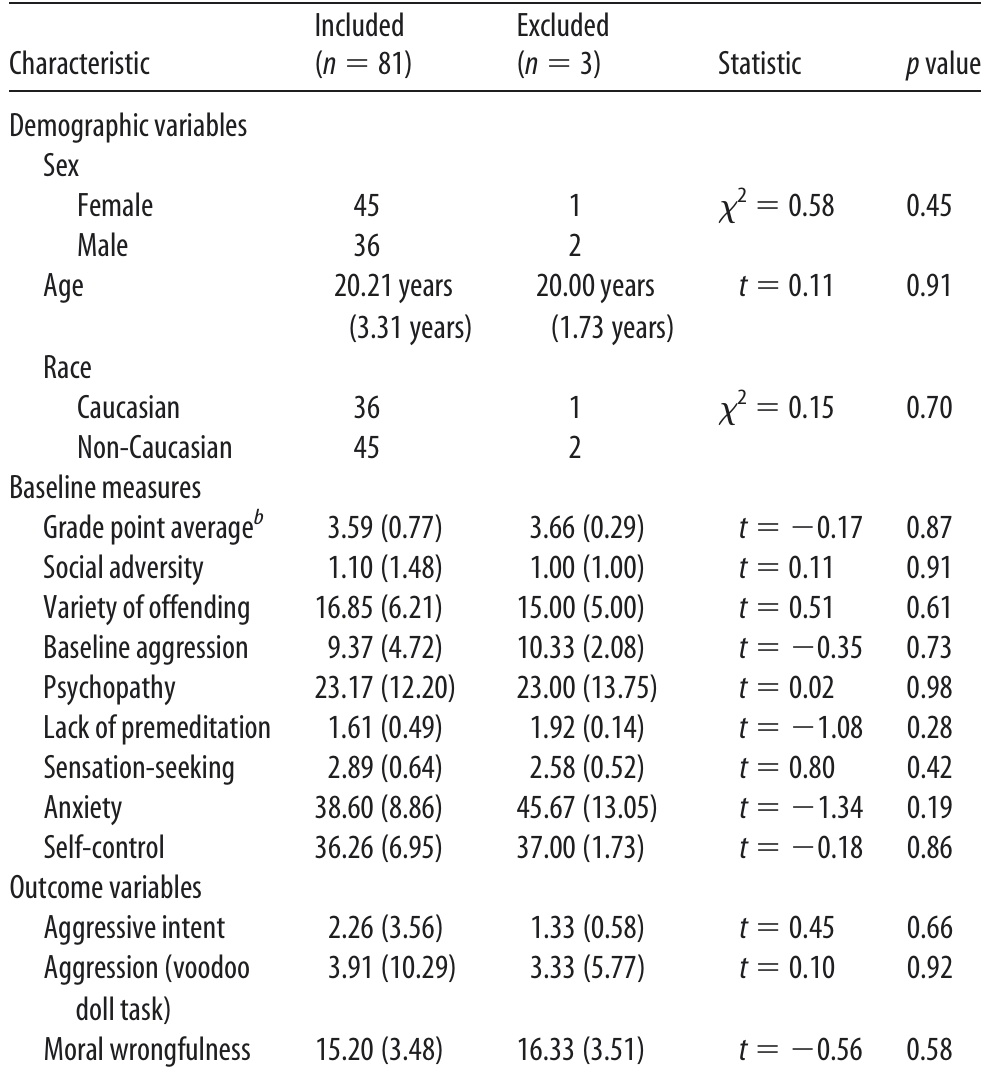 Included Excluded
Characteristic (n = 81) (n = 3) Statistic p value
Demographic variables
Sex
Female 45 1 χ² = 0.58 0.45
Male 36 2
Age 20.21 years 20.00 years t = 0.11 0.91
(3.31 years) (1.73 years)
Race
Caucasian 36 1 χ² = 0.15 0.70
Non-Caucasian 45 2
Baseline measures
Grade point averageᵇ 3.59 (0.77) 3.66 (0.29) t = −0.17 0.87
Social adversity 1.10 (1.48) 1.00 (1.00) t = 0.11 0.91
Variety of offending 16.85 (6.21) 15.00 (5.00) t = 0.51 0.61
Baseline aggression 9.37 (4.72) 10.33 (2.08) t = −0.35 0.73
Psychopathy 23.17 (12.20) 23.00 (13.75) t = 0.02 0.98
Lack of premeditation 1.61 (0.49) 1.92 (0.14) t = −1.08 0.28
Sensation-seeking 2.89 (0.64) 2.58 (0.52) t = 0.80 0.42
Anxiety 38.60 (8.86) 45.67 (13.05) t = −1.34 0.19
Self-control 36.26 (6.95) 37.00 (1.73) t = −0.18 0.86
Outcome variables
Aggressive intent 2.26 (3.56) 1.33 (0.58) t = 0.45 0.66
Aggression (voodoo 3.91 (10.29) 3.33 (5.77) t = 0.10 0.92
doll task)
Moral wrongfulness 15.20 (3.48) 16.33 (3.51) t = −0.56 0.58